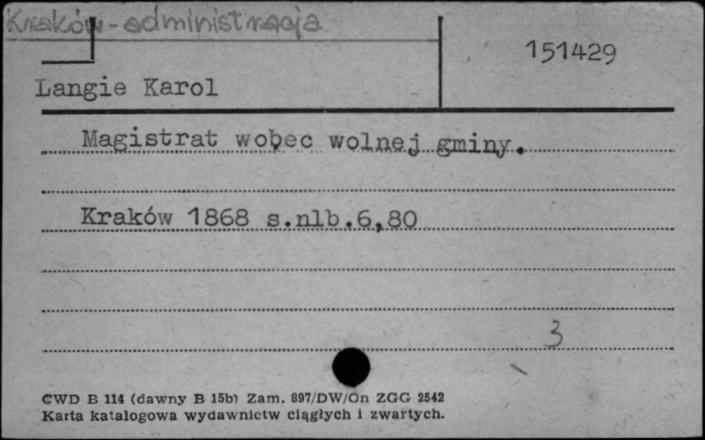 Kraków - administracja
151429
Langie Karol
Magistrat wobec wolnej gminy.
Kraków 1868 s.nlb.6,80
3
CWD B 114 (dawny B 15b) Zam. 897/DW/On ZGG 2542
Karta katalogowa wydawnictw ciągłych i zwartych.